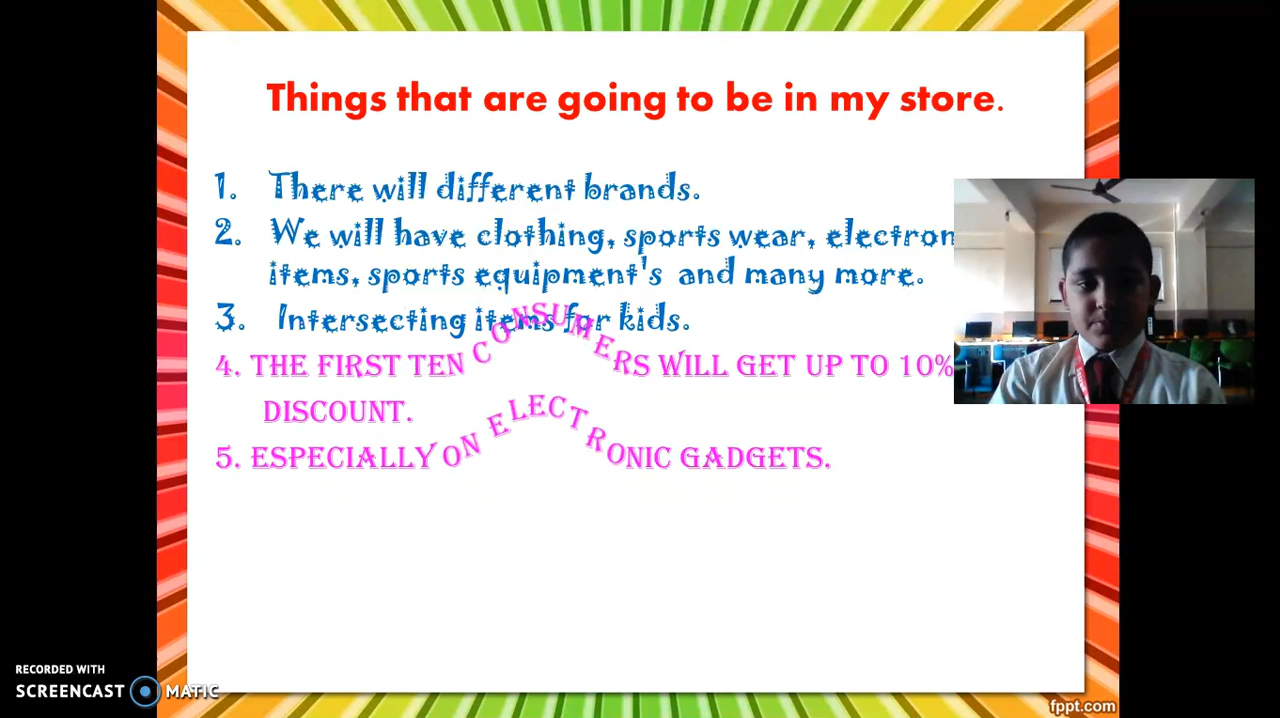 Things that are going to be in my store.
1. There will different brands.
2. We will have clothing, sports wear, electron
items, sports equipment's and many more.
3. Intersecting items for kids.
4. THE FIRST TEN CONSUMERS WILL GET UP TO 10%
DISCOUNT.
5. ESPECIALLY ON ELECTRONIC GADGETS.
RECORDED WITH
SCREENCAST MATIC
fppt.com